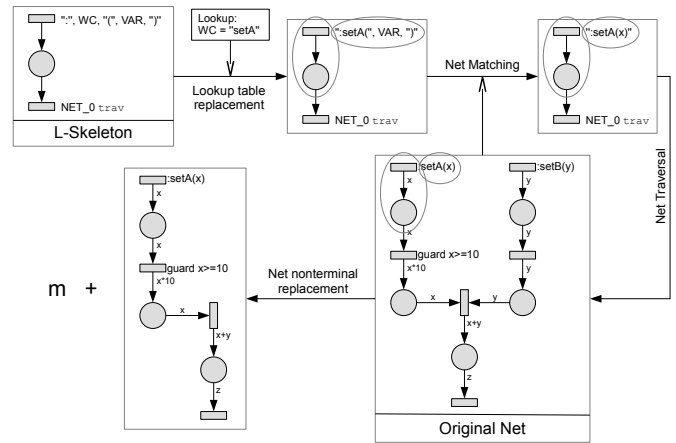 ":", WC, "(", VAR, ")"
NET_0 trav
L-Skeleton
Lookup:
WC = "setA"
Lookup table
replacement
":setA(", VAR, ")"
NET_0 trav
Net Matching
":setA(x)"
NET_0 trav
Net Traversal
:setA(x)
x
x
guard x>=10
x*10
x
x+y
z
m +
Net nonterminal
replacement
:setA(x)
:setB(y)
x
y
x
y
guard x>=10
x*10
y
x
y
x+y
z
Original Net